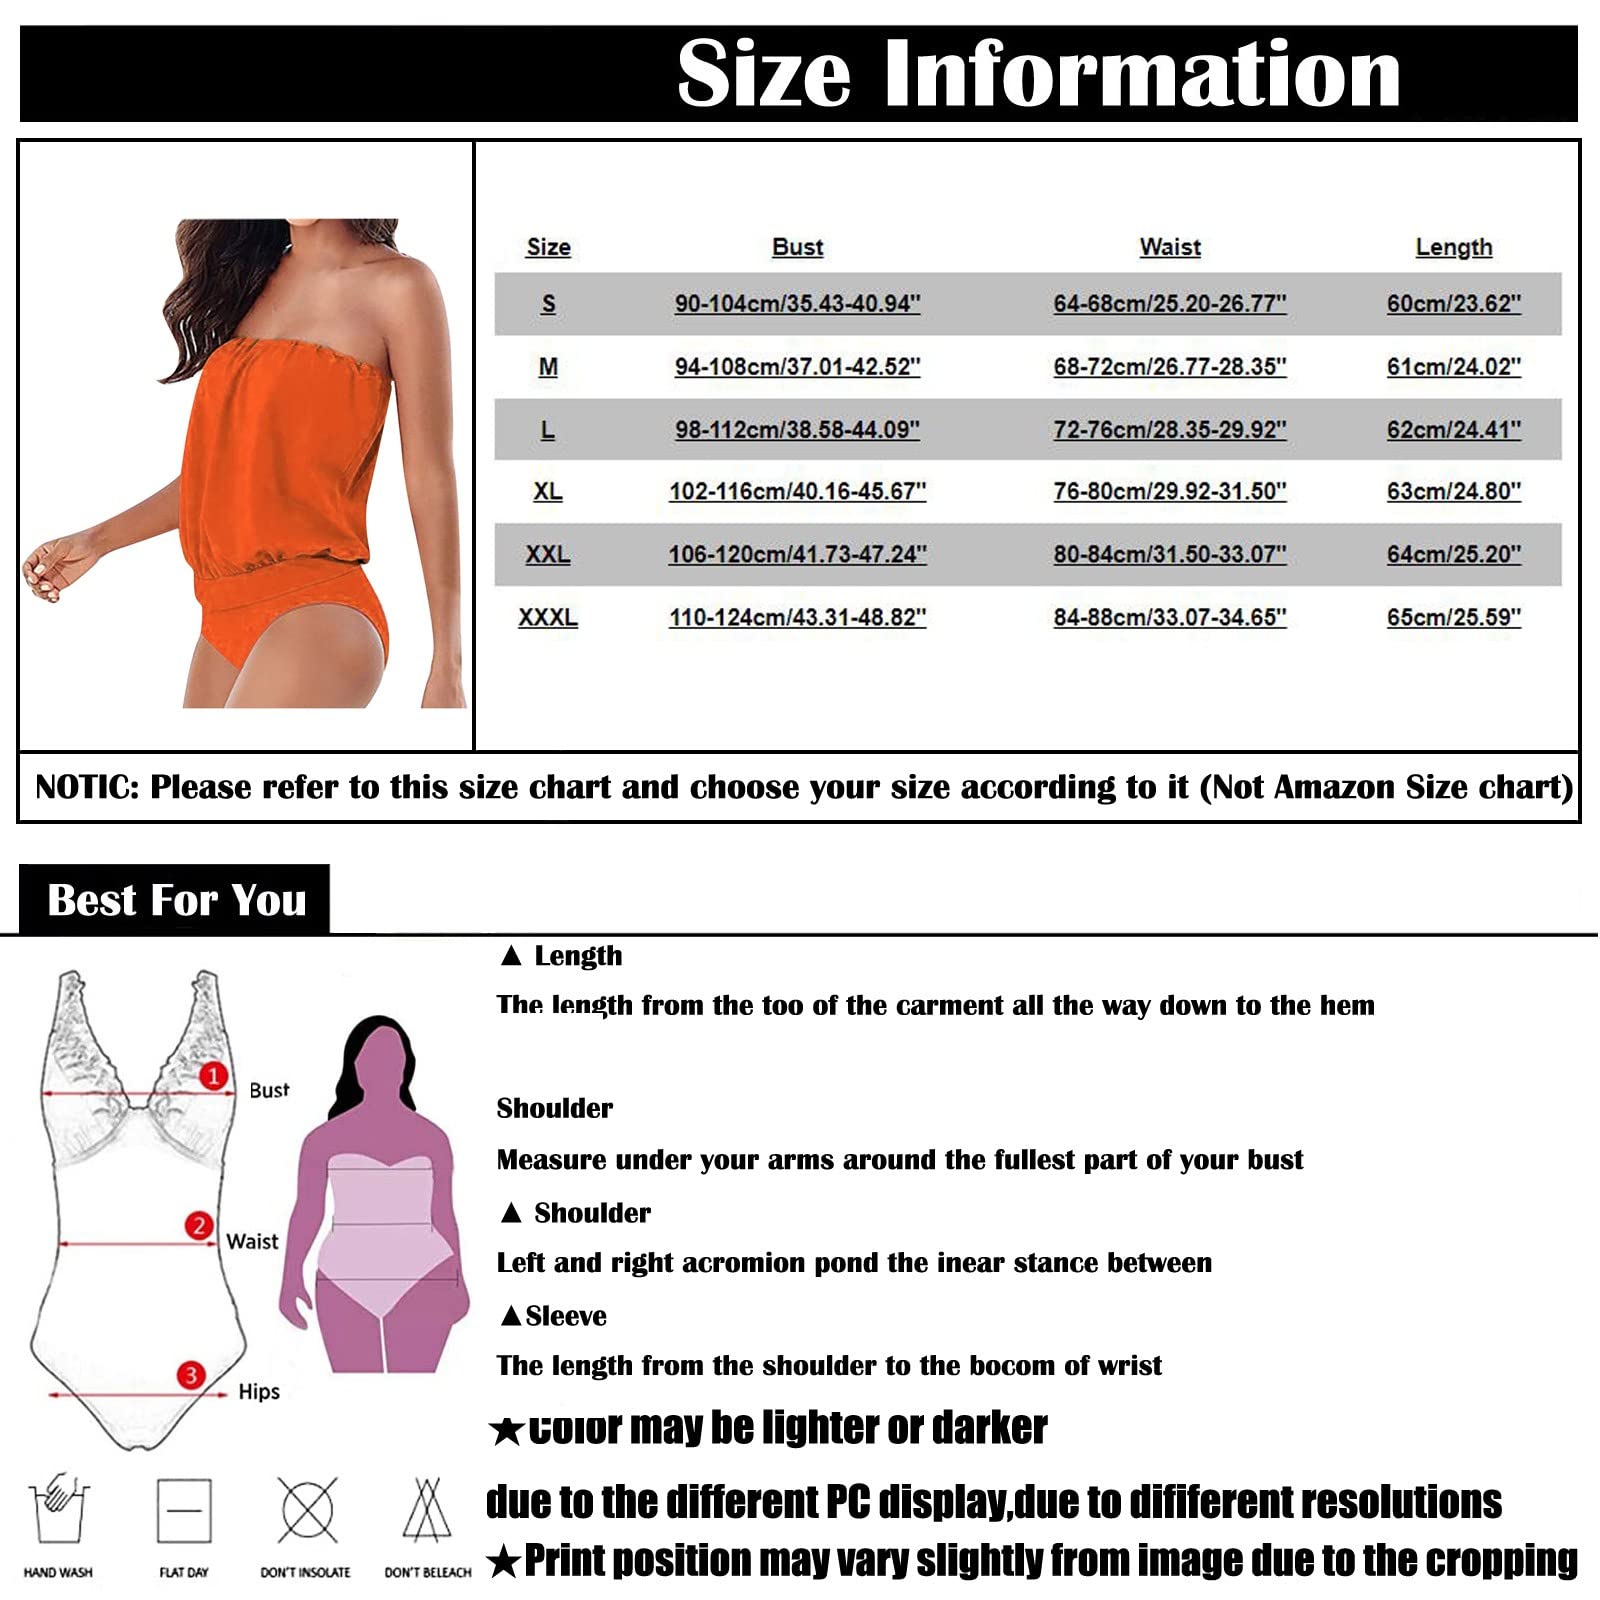 Size Information
Size Bust Waist Length
S 90-104cm/35.43-40.94" 64-68cm/25.20-26.77" 60cm/23.62"
M 94-108cm/37.01-42.52" 68-72cm/26.77-28.35" 61cm/24.02"
L 98-112cm/38.58-44.09" 72-76cm/28.35-29.92" 62cm/24.41"
XL 102-116cm/40.16-45.67" 76-80cm/29.92-31.50" 63cm/24.80"
XXL 106-120cm/41.73-47.24" 80-84cm/31.50-33.07" 64cm/25.20"
XXXL 110-124cm/43.31-48.82" 84-88cm/33.07-34.65" 65cm/25.59"
NOTIC: Please refer to this size chart and choose your size according to it (Not Amazon Size chart)
Best For You
1 Bust
2 Waist
3 Hips
HAND WASH
FLAT DAY
DON'T INSOLATE
DON'T BELEACH
▲ Length
The length from the too of the carment all the way down to the hem
Shoulder
Measure under your arms around the fullest part of your bust
▲ Shoulder
Left and right acromion pond the inear stance between
▲Sleeve
The length from the shoulder to the bocom of wrist
★Color may be lighter or darker
due to the different PC display,due to dififerent resolutions
★Print position may vary slightly from image due to the cropping